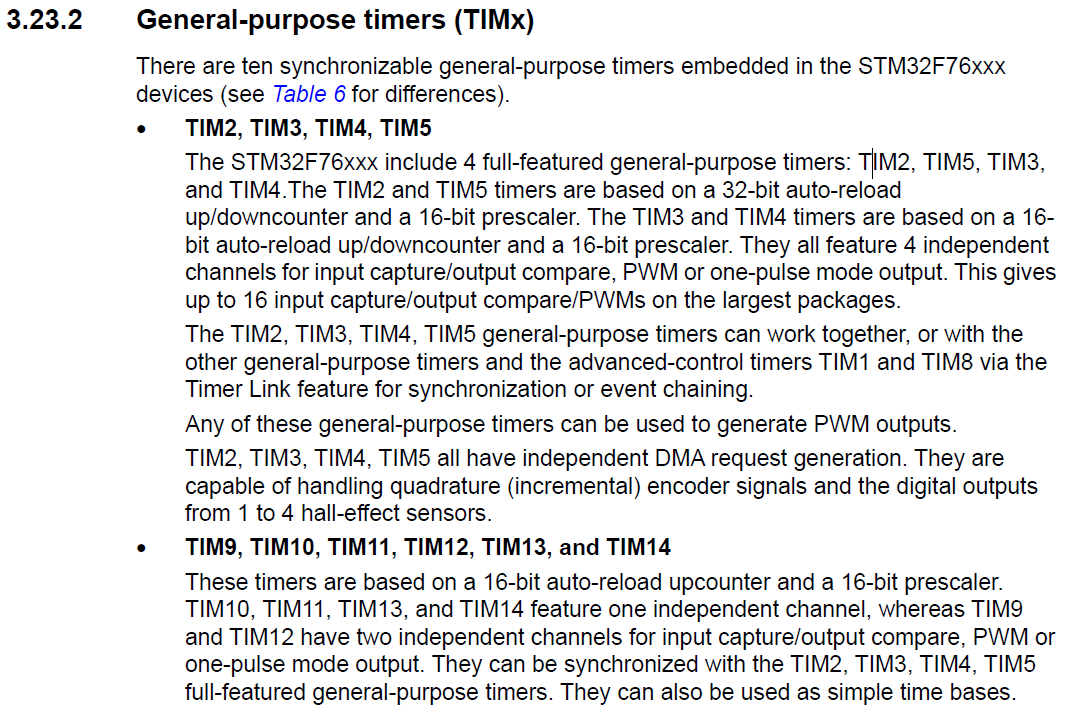 3.23.2 General-purpose timers (TIMx)
There are ten synchronizable general-purpose timers embedded in the STM32F76xxx
devices (see Table 6 for differences).
• TIM2, TIM3, TIM4, TIM5
The STM32F76xxx include 4 full-featured general-purpose timers: TIM2, TIM5, TIM3,
and TIM4.The TIM2 and TIM5 timers are based on a 32-bit auto-reload
up/downcounter and a 16-bit prescaler. The TIM3 and TIM4 timers are based on a 16-
bit auto-reload up/downcounter and a 16-bit prescaler. They all feature 4 independent
channels for input capture/output compare, PWM or one-pulse mode output. This gives
up to 16 input capture/output compare/PWMs on the largest packages.
The TIM2, TIM3, TIM4, TIM5 general-purpose timers can work together, or with the
other general-purpose timers and the advanced-control timers TIM1 and TIM8 via the
Timer Link feature for synchronization or event chaining.
Any of these general-purpose timers can be used to generate PWM outputs.
TIM2, TIM3, TIM4, TIM5 all have independent DMA request generation. They are
capable of handling quadrature (incremental) encoder signals and the digital outputs
from 1 to 4 hall-effect sensors.
• TIM9, TIM10, TIM11, TIM12, TIM13, and TIM14
These timers are based on a 16-bit auto-reload upcounter and a 16-bit prescaler.
TIM10, TIM11, TIM13, and TIM14 feature one independent channel, whereas TIM9
and TIM12 have two independent channels for input capture/output compare, PWM or
one-pulse mode output. They can be synchronized with the TIM2, TIM3, TIM4, TIM5
full-featured general-purpose timers. They can also be used as simple time bases.